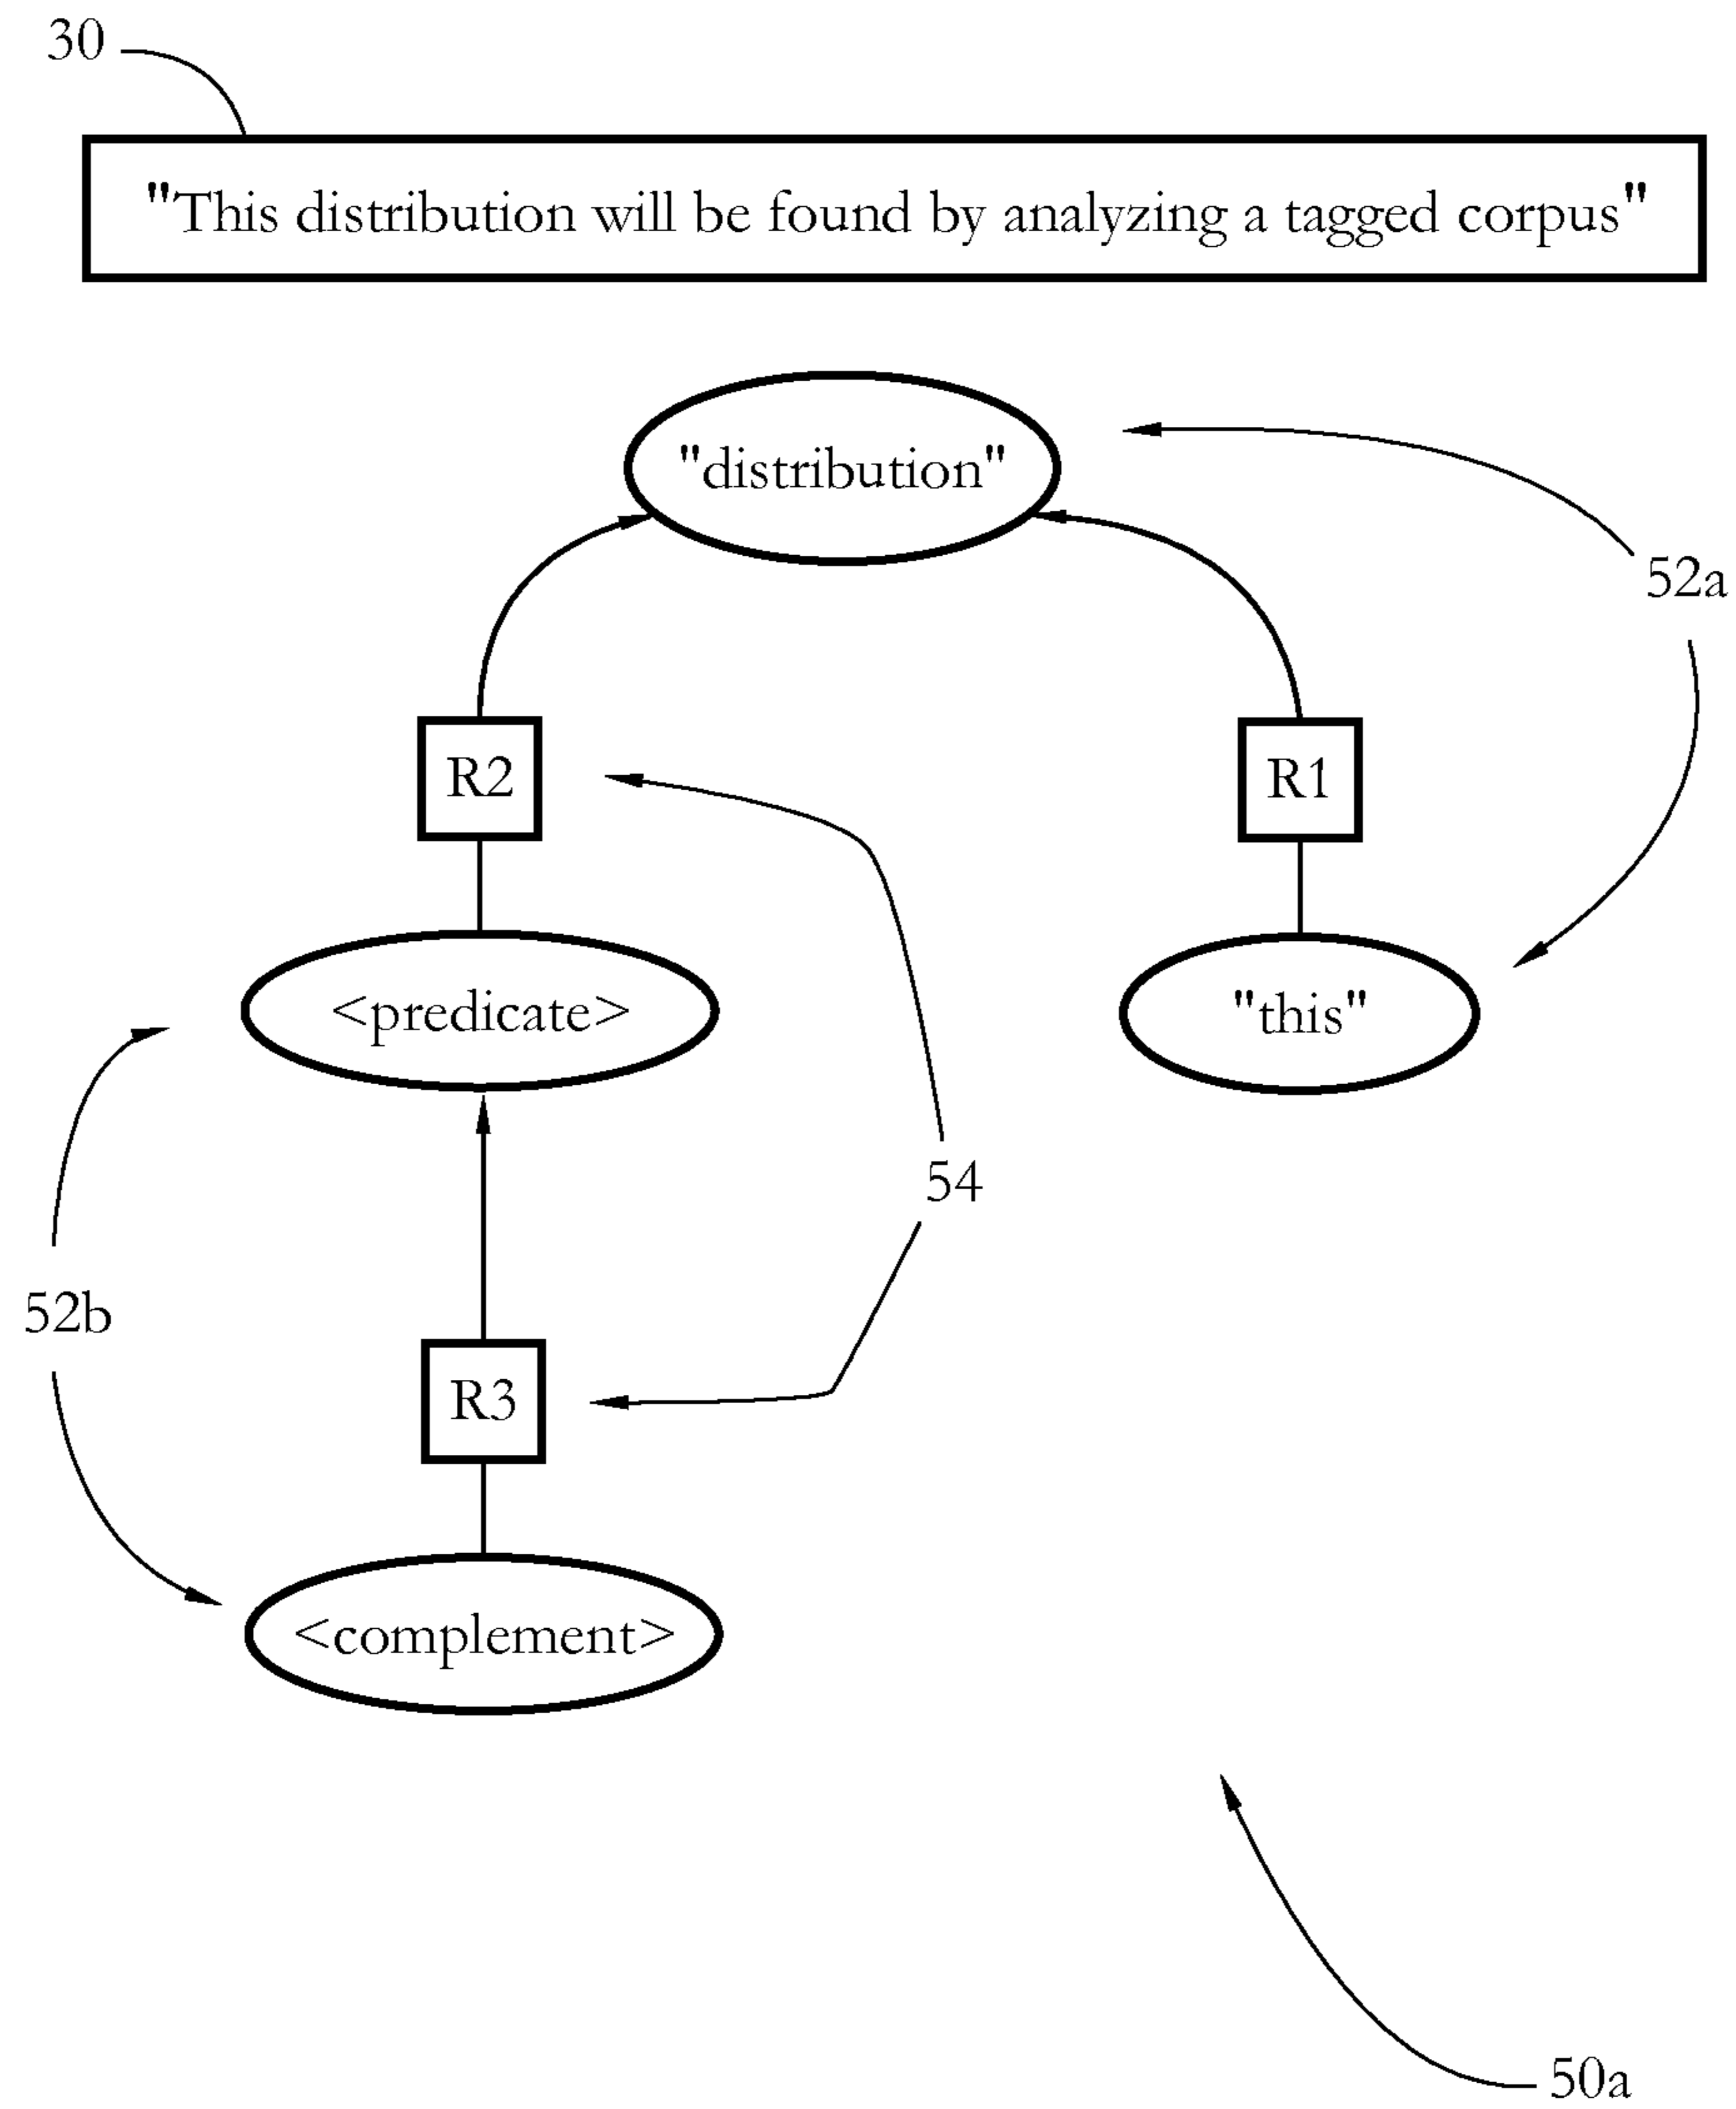 30
"This distribution will be found by analyzing a tagged corpus"
"distribution"
52a
R2
R1
<predicate>
"this"
54
52b
R3
<complement>
50a